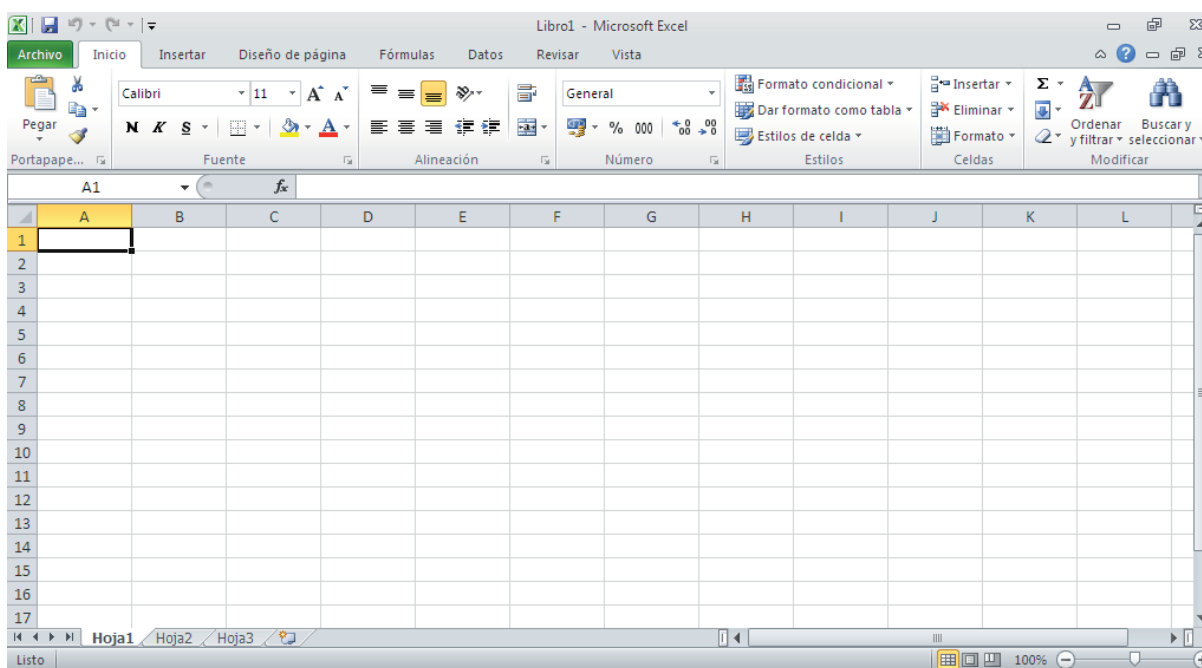 Libro1 - Microsoft Excel
Archivo Inicio Insertar Diseño de página Fórmulas Datos Revisar Vista
Calibri 11 A A General Formato condicional Insertar Σ
Dar formato como tabla Eliminar
Pegar N K S A % 000 Estilos de celda Formato Ordenar y filtrar Buscar y seleccionar
Portapape... Fuente Alineación Número Estilos Celdas Modificar
A1 fx
A B C D E F G H I J K L
1
2
3
4
5
6
7
8
9
10
11
12
13
14
15
16
17
Hoja1 Hoja2 Hoja3
Listo 100%